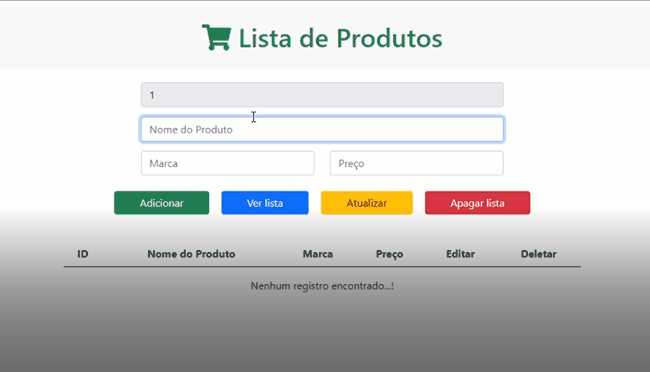 Lista de Produtos
1
Nome do Produto
Marca Preço
Adicionar Ver lista Atualizar Apagar lista
ID Nome do Produto Marca Preço Editar Deletar
Nenhum registro encontrado...!